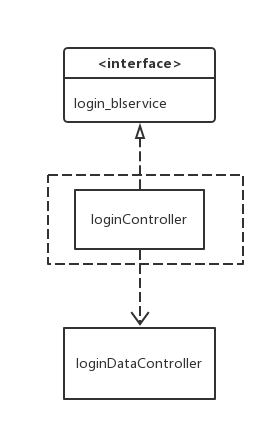 <interface>
login_blservice
loginController
loginDataController